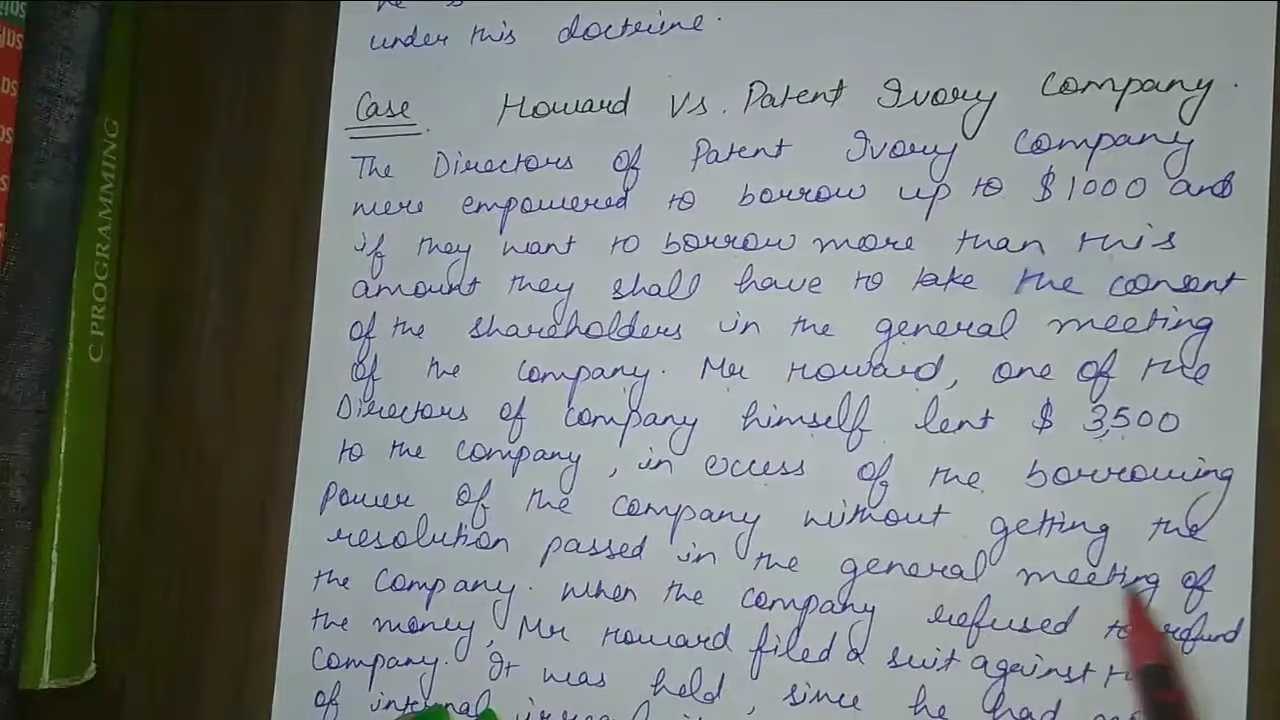 under this doctrine.
Case Howard Vs. Patent Ivory Company.
The Directors of Patent Ivory Company
were empowered to borrow up to $1000 and
if they want to borrow more than this
amount they shall have to take the consent
of the shareholders in the general meeting
of the company. Mr Howard, one of the
Directors of company himself lent $ 3,500
to the company, in excess of the borrowing
power of the company without getting the
resolution passed in the general meeting of
the company. When the company refused to refund
the money, Mr Howard filed a suit against
company. It was held, since he had
of internal
C PROGRAMMING